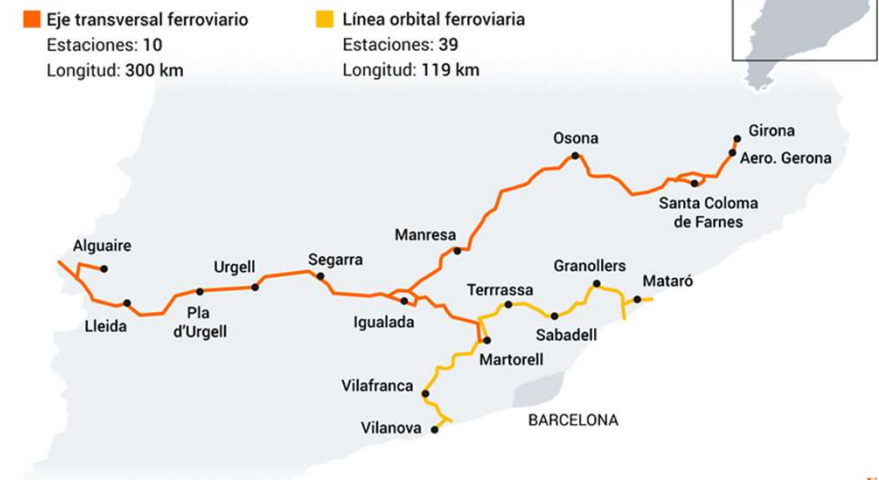 Eje transversal ferroviario
Estaciones: 10
Longitud: 300 km
Línea orbital ferroviaria
Estaciones: 39
Longitud: 119 km
Girona
Osona
Aero. Gerona
Santa Coloma
de Farnes
Manresa
Alguaire
Urgell
Segarra
Granollers
Mataró
Terrrassa
Lleida
Pla
d'Urgell
Igualada
Sabadell
Martorell
Vilafranca
Vilanova
BARCELONA